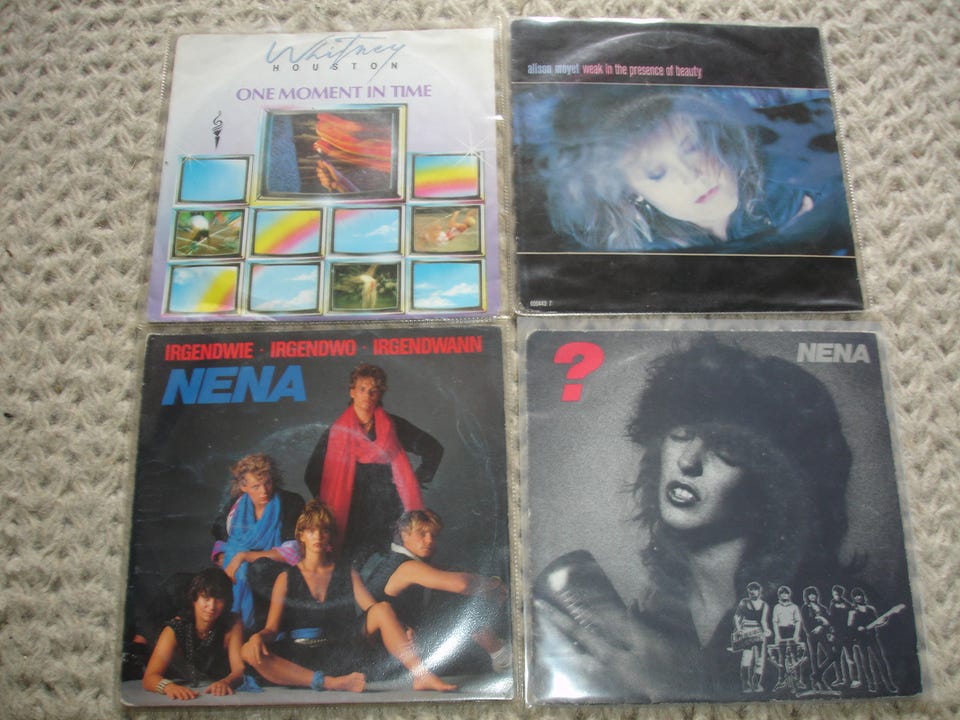 Whitney
HOUSTON
ONE MOMENT IN TIME
alison moyet weak in the presence of beauty
IRGENDWIE · IRGENDWO · IRGENDWANN
NENA
?
NENA